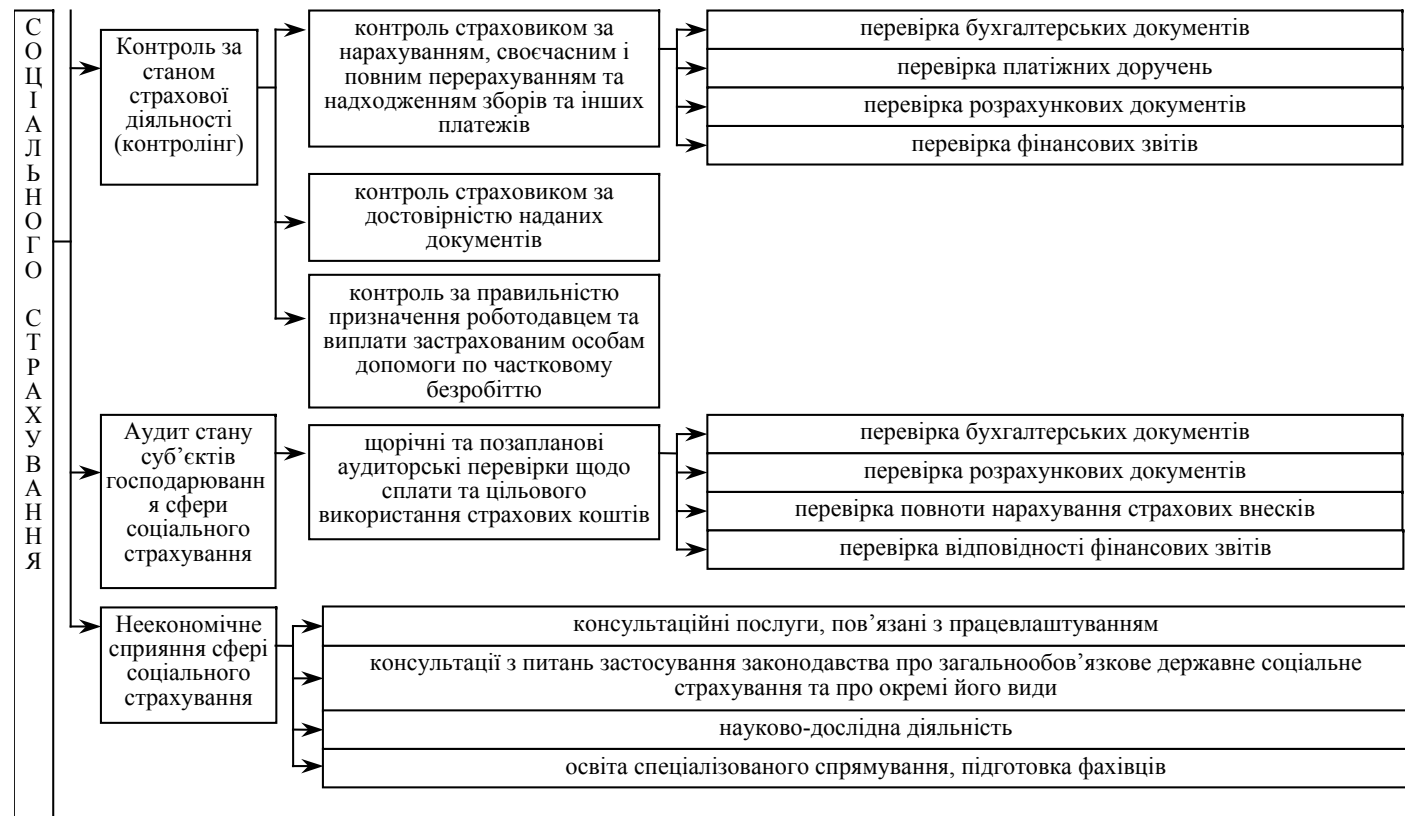 СОЦІАЛЬНОГО СТРАХУВАННЯ
Контроль за
станом
страхової
діяльності
(контролінг)
контроль страховиком за
нарахуванням, своєчасним і
повним перерахуванням та
надходженням зборів та інших
платежів
перевірка бухгалтерських документів
перевірка платіжних доручень
перевірка розрахункових документів
перевірка фінансових звітів
контроль страховиком за
достовірністю наданих
документів
контроль за правильністю
призначення роботодавцем та
виплати застрахованим особам
допомоги по частковому
безробіттю
Аудит стану
суб’єктів
господарюванн
я сфери
соціального
страхування
щорічні та позапланові
аудиторські перевірки щодо
сплати та цільового
використання страхових коштів
перевірка бухгалтерських документів
перевірка розрахункових документів
перевірка повноти нарахування страхових внесків
перевірка відповідності фінансових звітів
Неекономічне
сприяння сфері
соціального
страхування
консультаційні послуги, пов’язані з працевлаштуванням
консультації з питань застосування законодавства про загальнообов’язкове державне соціальне
страхування та про окремі його види
науково-дослідна діяльність
освіта спеціалізованого спрямування, підготовка фахівців